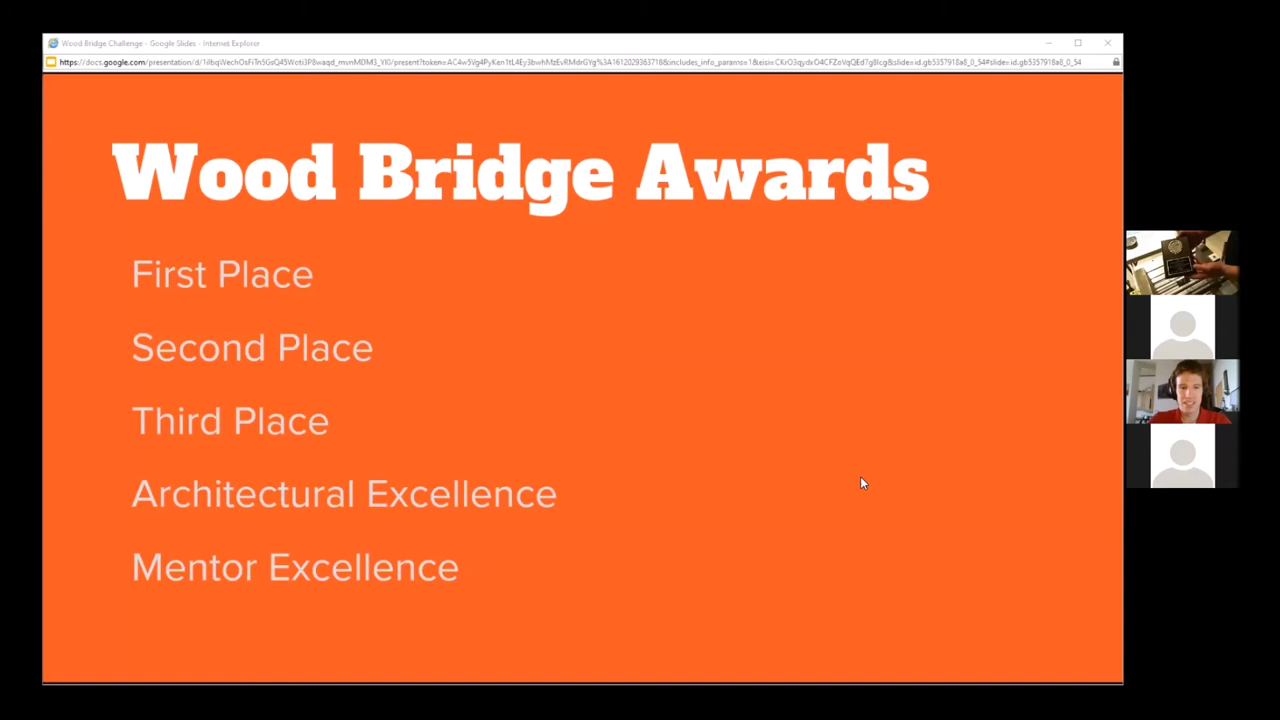 Wood Bridge Challenge - Google Slides - Internet Explorer
Wood Bridge Awards
First Place
Second Place
Third Place
Architectural Excellence
Mentor Excellence